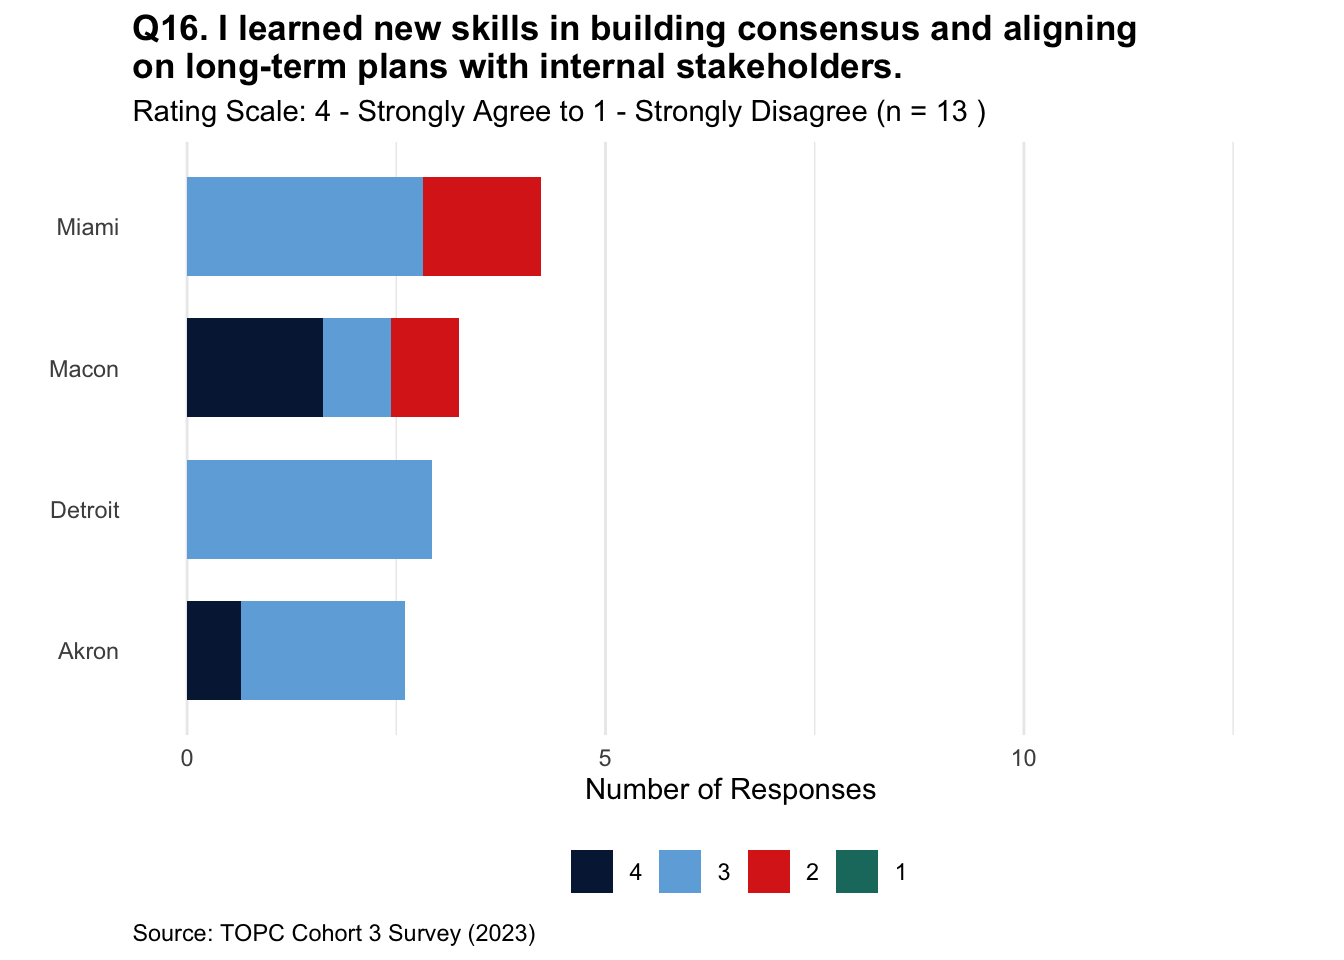 Q16. I learned new skills in building consensus and aligning
on long-term plans with internal stakeholders.
Rating Scale: 4 - Strongly Agree to 1 - Strongly Disagree (n = 13 )
Miami
Macon
Detroit
Akron
0 5 10
Number of Responses
4 3 2 1
Source: TOPC Cohort 3 Survey (2023)